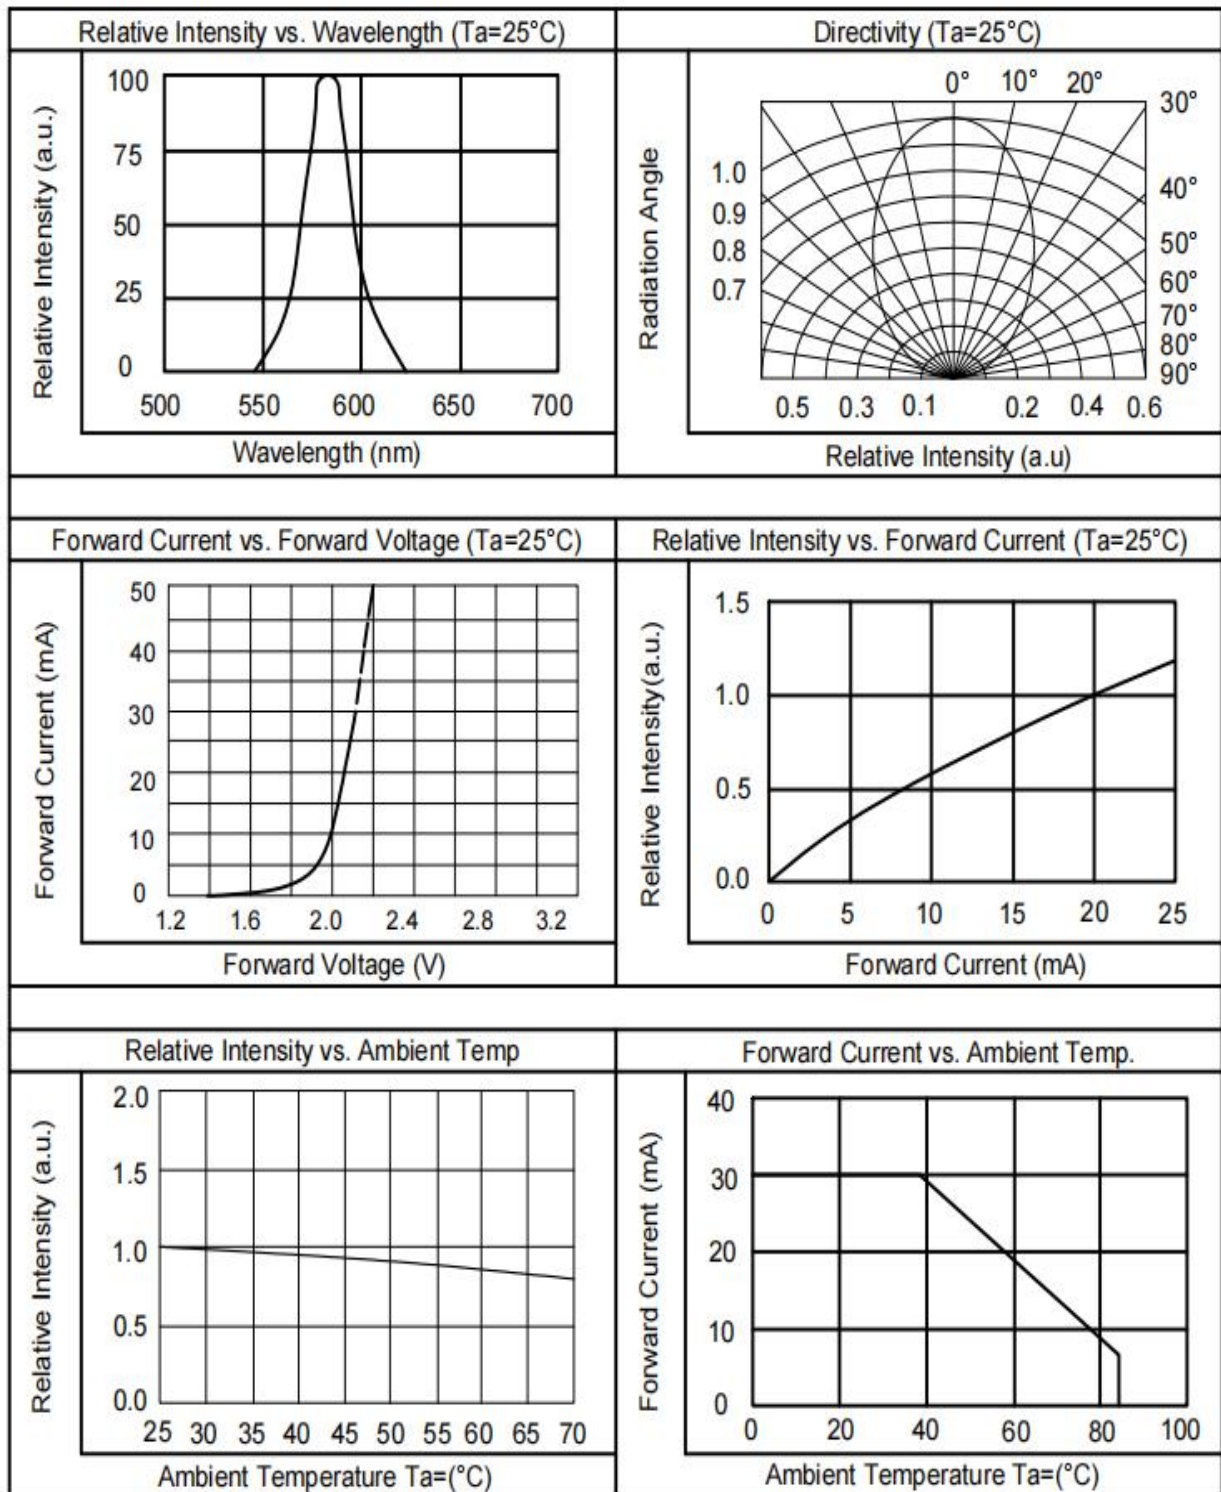 Relative Intensity vs. Wavelength (Ta=25°C)
Relative Intensity (a.u.)
100
75
50
25
0
500 550 600 650 700
Wavelength (nm)
Directivity (Ta=25°C)
Radiation Angle
0° 10° 20°
30°
1.0
40°
0.9
50°
0.8
60°
0.7
70°
80°
90°
0.5 0.3 0.1 0.2 0.4 0.6
Relative Intensity (a.u)
Forward Current vs. Forward Voltage (Ta=25°C)
Forward Current (mA)
50
40
30
20
10
0
1.2 1.6 2.0 2.4 2.8 3.2
Forward Voltage (V)
Relative Intensity vs. Forward Current (Ta=25°C)
Relative Intensity(a.u.)
1.5
1.0
0.5
0.0
0 5 10 15 20 25
Forward Current (mA)
Relative Intensity vs. Ambient Temp
Relative Intensity (a.u.)
2.0
1.5
1.0
0.5
0.0
25 30 35 40 45 50 55 60 65 70
Ambient Temperature Ta=(°C)
Forward Current vs. Ambient Temp.
Forward Current (mA)
40
30
20
10
0
0 20 40 60 80 100
Ambient Temperature Ta=(°C)